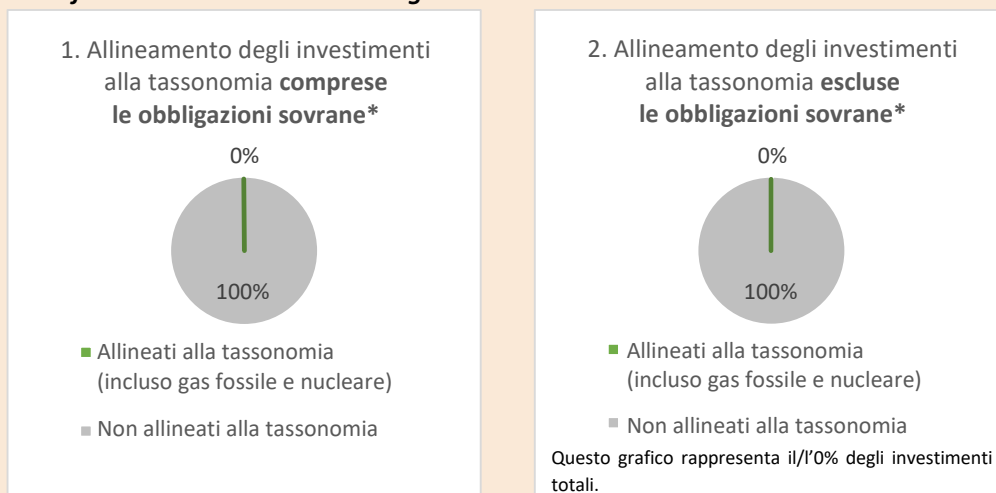 1. Allineamento degli investimenti
alla tassonomia comprese
le obbligazioni sovrane*
0%
100%
Allineati alla tassonomia
(incluso gas fossile e nucleare)
Non allineati alla tassonomia
2. Allineamento degli investimenti
alla tassonomia escluse
le obbligazioni sovrane*
0%
100%
Allineati alla tassonomia
(incluso gas fossile e nucleare)
Non allineati alla tassonomia
Questo grafico rappresenta il/l'0% degli investimenti
totali.